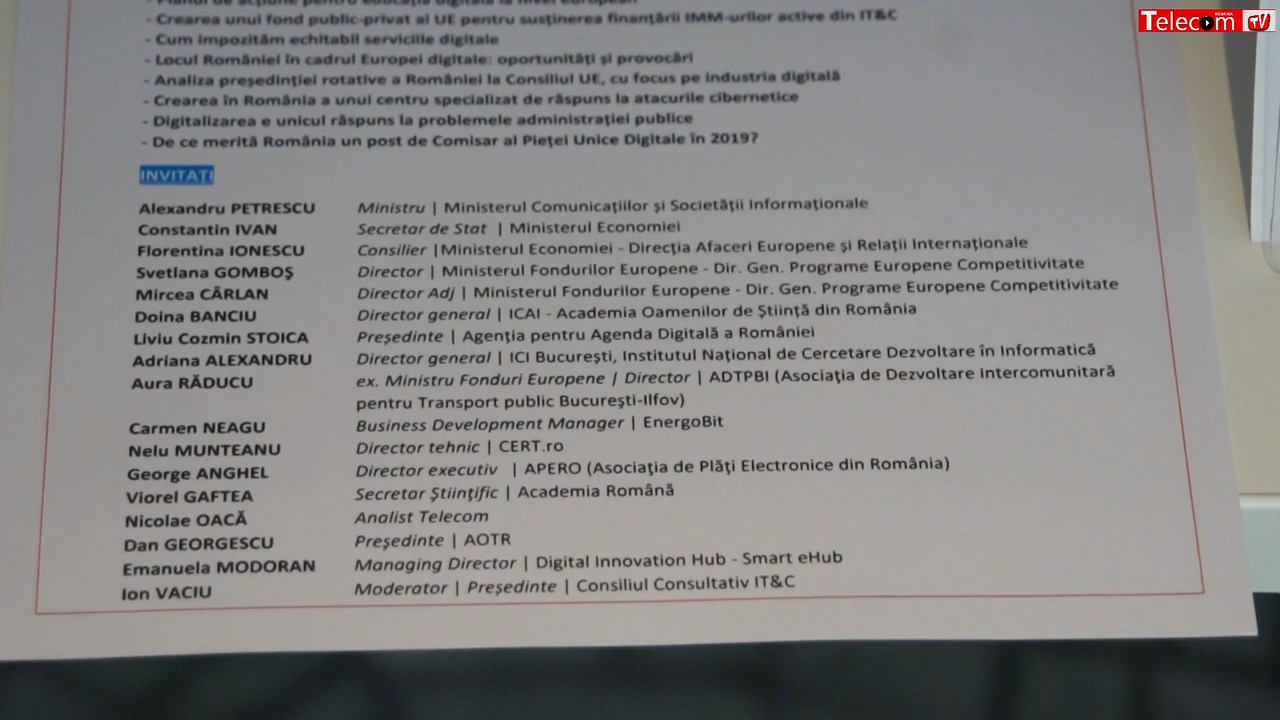 Telecom TV
ROMANIA
- Planul de acțiune pentru educația digitală la nivel european
- Crearea unui fond public-privat al UE pentru susținerea finanțării IMM-urilor active din IT&C
- Cum impozităm echitabil serviciile digitale
- Locul României în cadrul Europei digitale: oportunități și provocări
- Analiza președinției rotative a României la Consiliul UE, cu focus pe industria digitală
- Crearea în România a unui centru specializat de răspuns la atacurile cibernetice
- Digitalizarea e unicul răspuns la problemele administrației publice
- De ce merită România un post de Comisar al Pieței Unice Digitale în 2019?
INVITAȚI
Alexandru PETRESCU Ministru | Ministerul Comunicațiilor și Societății Informaționale
Constantin IVAN Secretar de Stat | Ministerul Economiei
Florentina IONESCU Consilier |Ministerul Economiei - Direcția Afaceri Europene și Relații Internaționale
Svetlana GOMBOȘ Director | Ministerul Fondurilor Europene - Dir. Gen. Programe Europene Competitivitate
Mircea CÂRLAN Director Adj | Ministerul Fondurilor Europene - Dir. Gen. Programe Europene Competitivitate
Doina BANCIU Director general | ICAI - Academia Oamenilor de Știință din România
Liviu Cozmin STOICA Președinte | Agenția pentru Agenda Digitală a României
Adriana ALEXANDRU Director general | ICI București, Institutul Național de Cercetare Dezvoltare în Informatică
Aura RĂDUCU ex. Ministru Fonduri Europene / Director | ADTPBI (Asociația de Dezvoltare Intercomunitară
pentru Transport public București-Ilfov)
Carmen NEAGU Business Development Manager | EnergoBit
Nelu MUNTEANU Director tehnic | CERT.ro
George ANGHEL Director executiv | APERO (Asociația de Plăți Electronice din România)
Viorel GAFTEA Secretar Științific | Academia Română
Nicolae OACĂ Analist Telecom
Dan GEORGESCU Președinte | AOTR
Emanuela MODORAN Managing Director | Digital Innovation Hub - Smart eHub
Ion VACIU Moderator | Președinte | Consiliul Consultativ IT&C